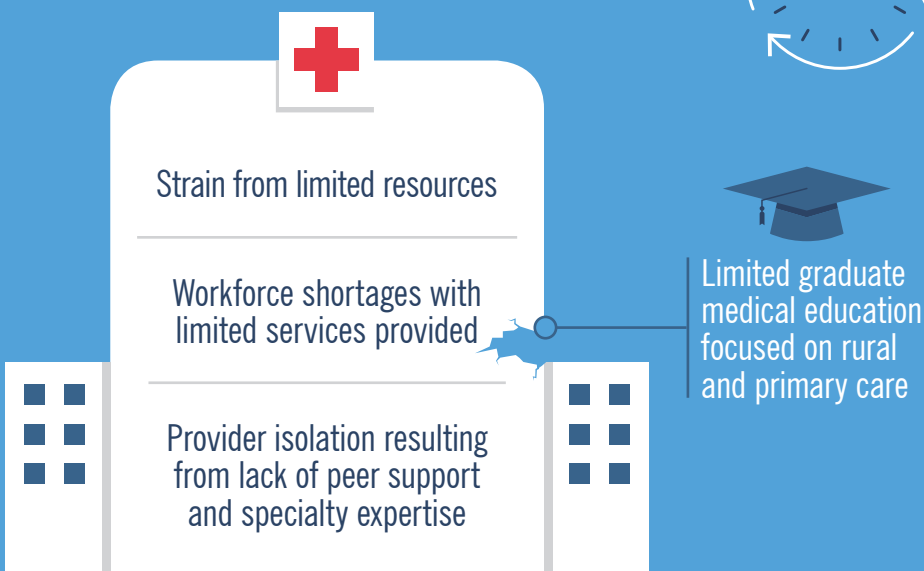 Strain from limited resources
Workforce shortages with
limited services provided
Provider isolation resulting
from lack of peer support
and specialty expertise
Limited graduate
medical education
focused on rural
and primary care